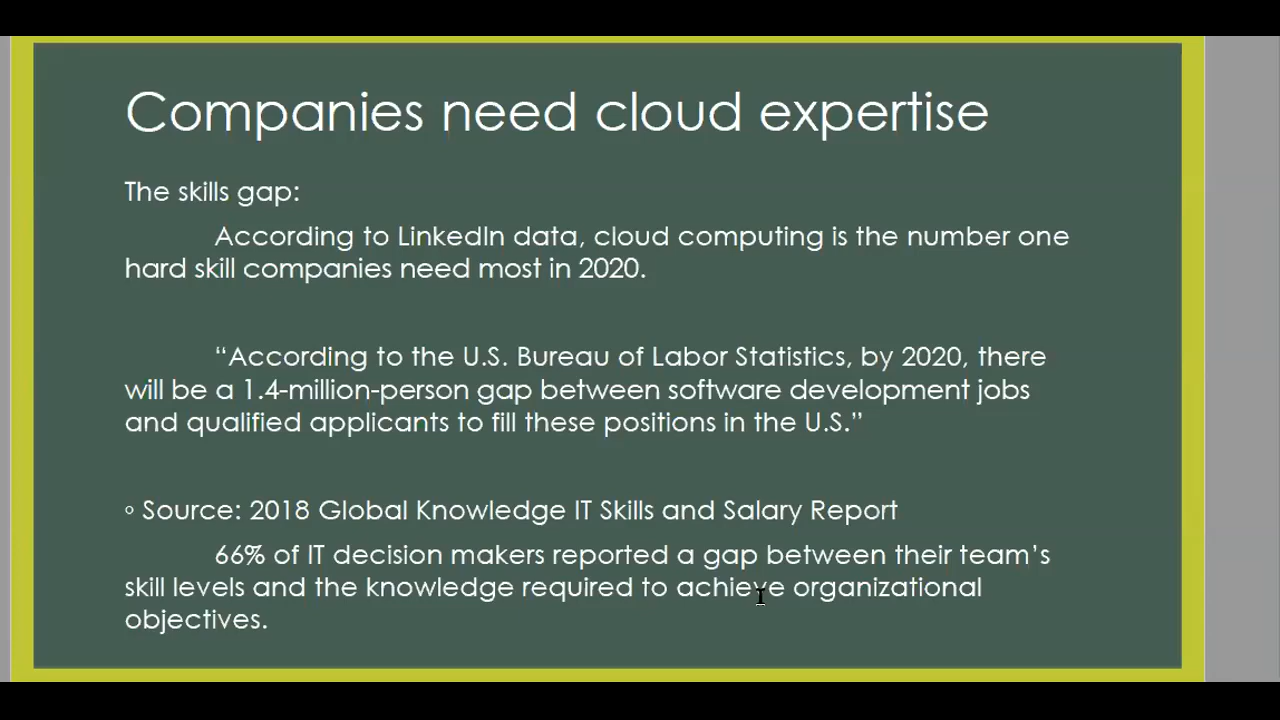 Companies need cloud expertise
The skills gap:
According to LinkedIn data, cloud computing is the number one
hard skill companies need most in 2020.
“According to the U.S. Bureau of Labor Statistics, by 2020, there
will be a 1.4-million-person gap between software development jobs
and qualified applicants to fill these positions in the U.S.”
◦ Source: 2018 Global Knowledge IT Skills and Salary Report
66% of IT decision makers reported a gap between their team’s
skill levels and the knowledge required to achieve organizational
objectives.